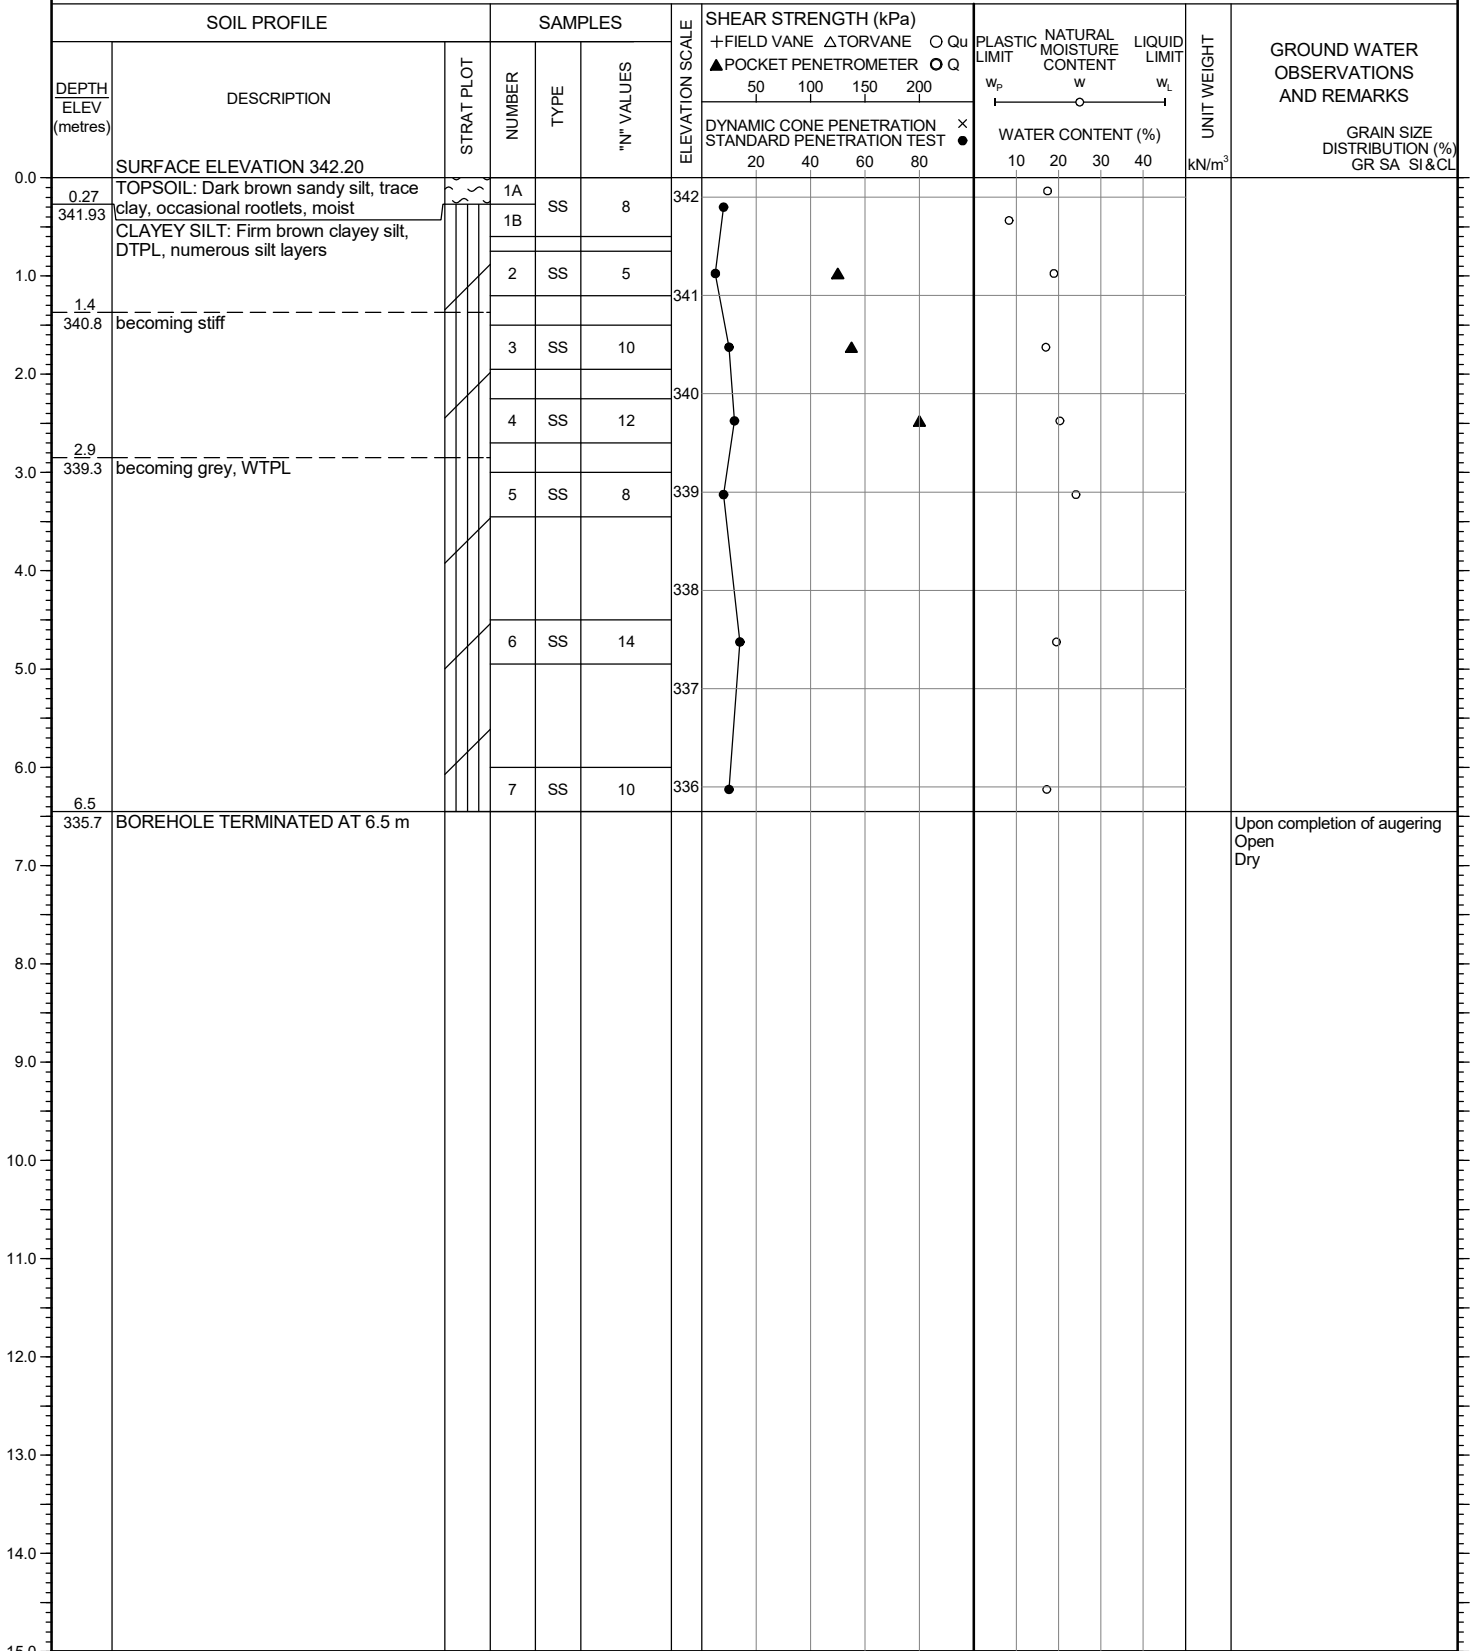 SOIL PROFILE
SAMPLES
DEPTH
ELEV
(metres)
DESCRIPTION
STRAT PLOT
NUMBER
TYPE
"N" VALUES
ELEVATION SCALE
SHEAR STRENGTH (kPa)
+FIELD VANE △TORVANE ○ Qu
▲POCKET PENETROMETER O Q
50 100 150 200
DYNAMIC CONE PENETRATION ×
STANDARD PENETRATION TEST ●
20 40 60 80
PLASTIC LIMIT
NATURAL MOISTURE CONTENT
LIQUID LIMIT
wP w wL
WATER CONTENT (%)
10 20 30 40
UNIT WEIGHT
kN/m³
GROUND WATER
OBSERVATIONS
AND REMARKS
GRAIN SIZE
DISTRIBUTION (%)
GR SA SI&CL
SURFACE ELEVATION 342.20
0.0
TOPSOIL: Dark brown sandy silt, trace
clay, occasional rootlets, moist
0.27
341.93
1A
1B
SS
8
342
CLAYEY SILT: Firm brown clayey silt,
DTPL, numerous silt layers
1.0
2 SS 5
341
1.4
340.8
becoming stiff
3 SS 10
2.0
340
4 SS 12
2.9
339.3
becoming grey, WTPL
3.0
5 SS 8
339
4.0
338
6 SS 14
5.0
337
6.0
7 SS 10
336
6.5
335.7
BOREHOLE TERMINATED AT 6.5 m
Upon completion of augering
Open
Dry
7.0
8.0
9.0
10.0
11.0
12.0
13.0
14.0
15.0